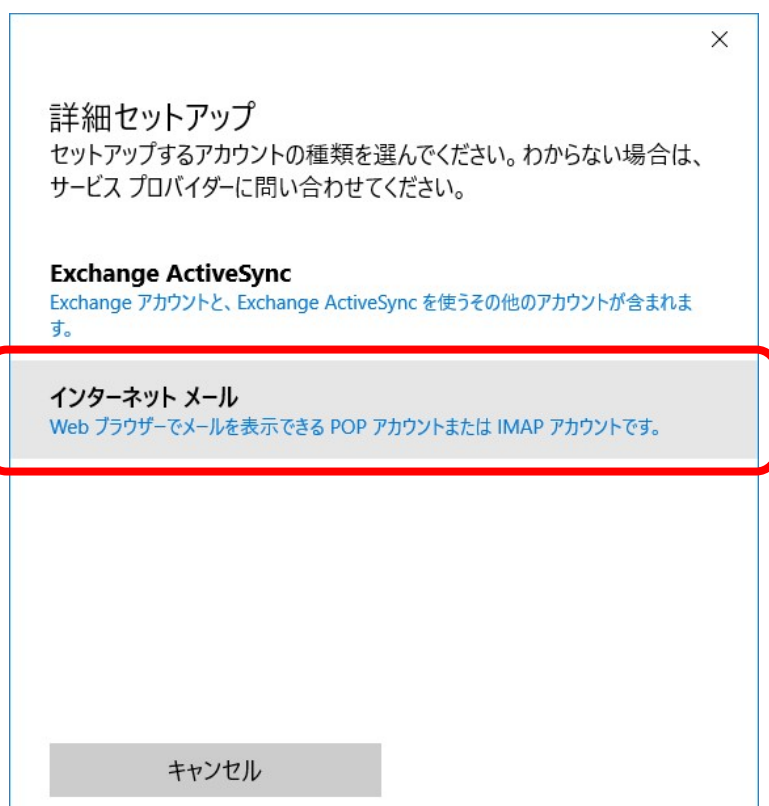 詳細セットアップ
セットアップするアカウントの種類を選んでください。わからない場合は、
サービス プロバイダーに問い合わせてください。
Exchange ActiveSync
Exchange アカウントと、Exchange ActiveSync を使うその他のアカウントが含まれま
す。
インターネット メール
Web ブラウザーでメールを表示できる POP アカウントまたは IMAP アカウントです。
キャンセル